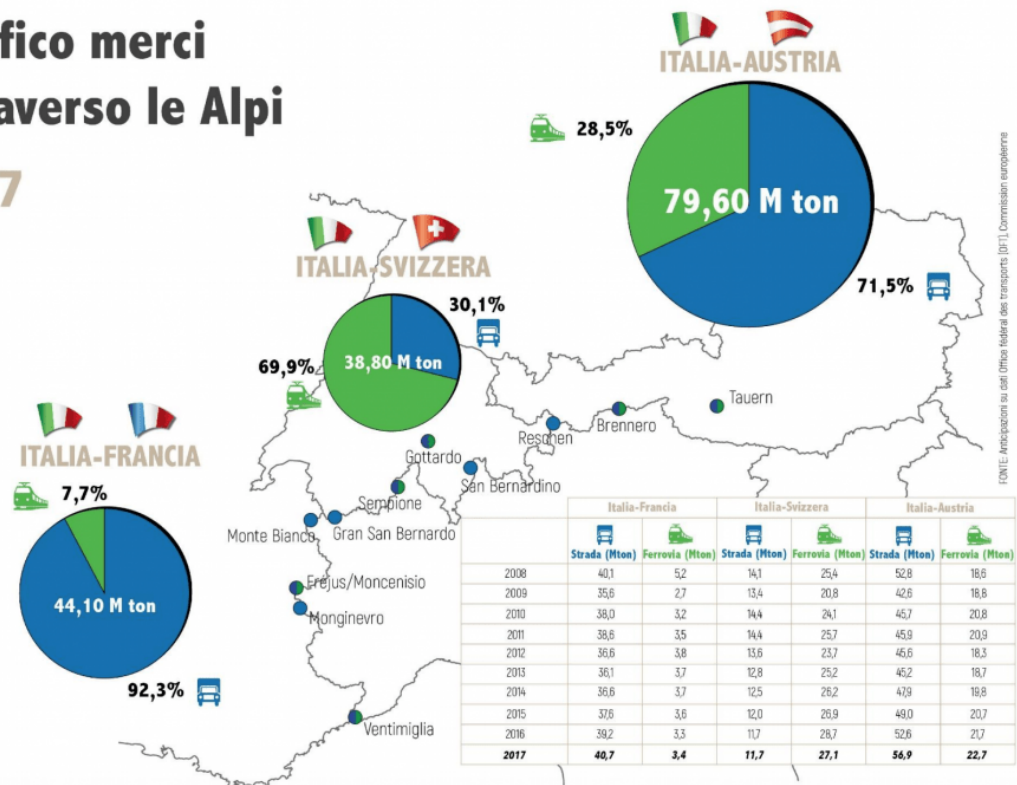 fico merci
averso le Alpi
7
ITALIA-AUSTRIA
28,5%
79,60 M ton
71,5%
ITALIA-SVIZZERA
30,1%
38,80 M ton
69,9%
ITALIA-FRANCIA
7,7%
44,10 M ton
92,3%
Tauern
Brennero
Reschen
Gottardo
San Bernardino
Sempione
Monte Bianco
Gran San Bernardo
Fréjus/Moncenisio
Monginevro
Ventimiglia
FONTE: Anticipazioni su dati Office fédéral des transports [OFT], Commission européenne
Italia-Francia Italia-Svizzera Italia-Austria
Strada (Mton) Ferrovia (Mton) Strada (Mton) Ferrovia (Mton) Strada (Mton) Ferrovia (Mton)
2008 40,1 5,2 14,1 25,4 52,8 18,6
2009 35,6 2,7 13,4 20,8 42,6 18,8
2010 38,0 3,2 14,4 24,1 45,7 20,8
2011 38,6 3,5 14,4 25,7 45,9 20,9
2012 36,6 3,8 13,6 23,7 45,6 18,3
2013 36,1 3,7 12,8 25,2 45,2 18,7
2014 36,6 3,7 12,5 26,2 47,9 19,8
2015 37,6 3,6 12,0 26,9 49,0 20,7
2016 39,2 3,3 11,7 28,7 52,6 21,7
2017 40,7 3,4 11,7 27,1 56,9 22,7